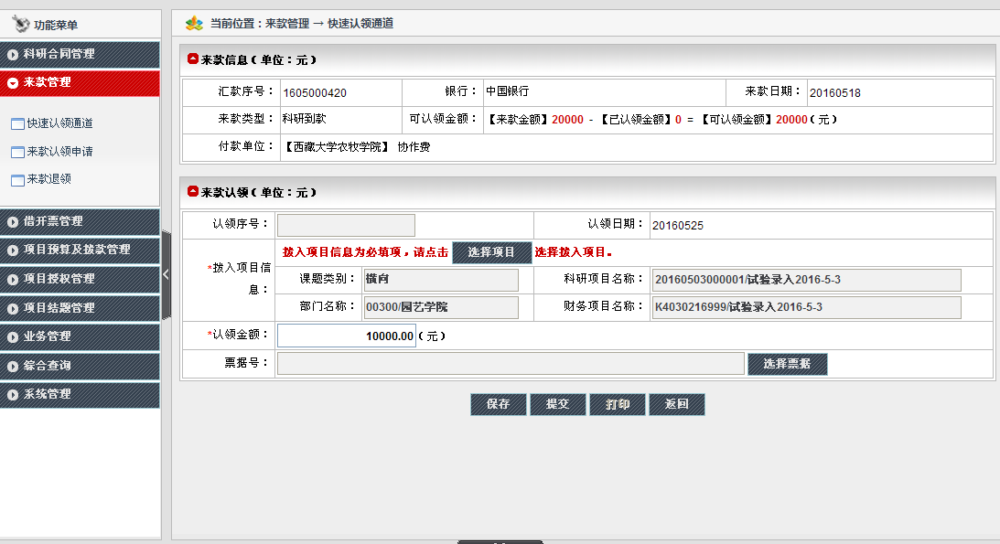 功能菜单
科研合同管理
来款管理
快速认领通道
来款认领申请
来款退领
借开票管理
项目预算及拨款管理
项目授权管理
项目结题管理
业务管理
综合查询
系统管理
当前位置：来款管理 → 快速认领通道
来款信息（单位：元）
汇款序号： 1605000420 银行： 中国银行 来款日期： 20160518
来款类型： 科研到款 可认领金额： 【来款金额】20000 - 【已认领金额】0 = 【可认领金额】20000（元）
付款单位： 【西藏大学农牧学院】 协作费
来款认领（单位：元）
认领序号： 认领日期： 20160525
*拨入项目信息： 拨入项目信息为必填项，请点击 选择项目 选择拨入项目。
课题类别： 横向 科研项目名称： 20160503000001/试验录入2016-5-3
部门名称： 00300/园艺学院 财务项目名称： K4030216999/试验录入2016-5-3
*认领金额： 10000.00（元）
票据号： 选择票据
保存 提交 打印 返回